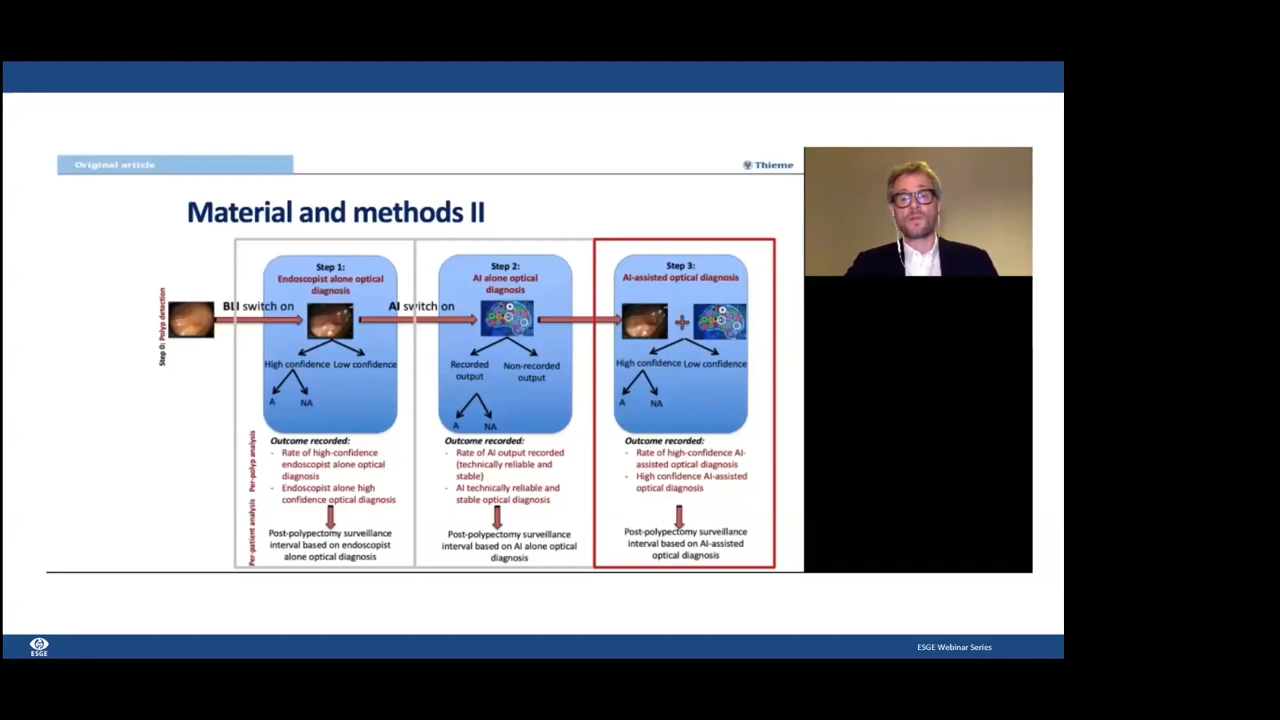 Original article
Thieme
Material and methods II
Step 0: Polyp detection
BLI switch on
Step 1:
Endoscopist alone optical
diagnosis
High confidence Low confidence
A NA
Per-polyp analysis
Outcome recorded:
- Rate of high-confidence
endoscopist alone optical
diagnosis
- Endoscopist alone high
confidence optical diagnosis
Per-patient analysis
Post-polypectomy surveillance
interval based on endoscopist
alone optical diagnosis
AI switch on
Step 2:
AI alone optical
diagnosis
Recorded
output
Non-recorded
output
A NA
Outcome recorded:
- Rate of AI output recorded
(technically reliable and
stable)
- AI technically reliable and
stable optical diagnosis
Post-polypectomy surveillance
interval based on AI alone optical
diagnosis
Step 3:
AI-assisted optical diagnosis
+
High confidence Low confidence
A NA
Outcome recorded:
- Rate of high-confidence AI-
assisted optical diagnosis
- High confidence AI-assisted
optical diagnosis
Post-polypectomy surveillance
interval based on AI-assisted
optical diagnosis
ESGE
ESGE Webinar Series